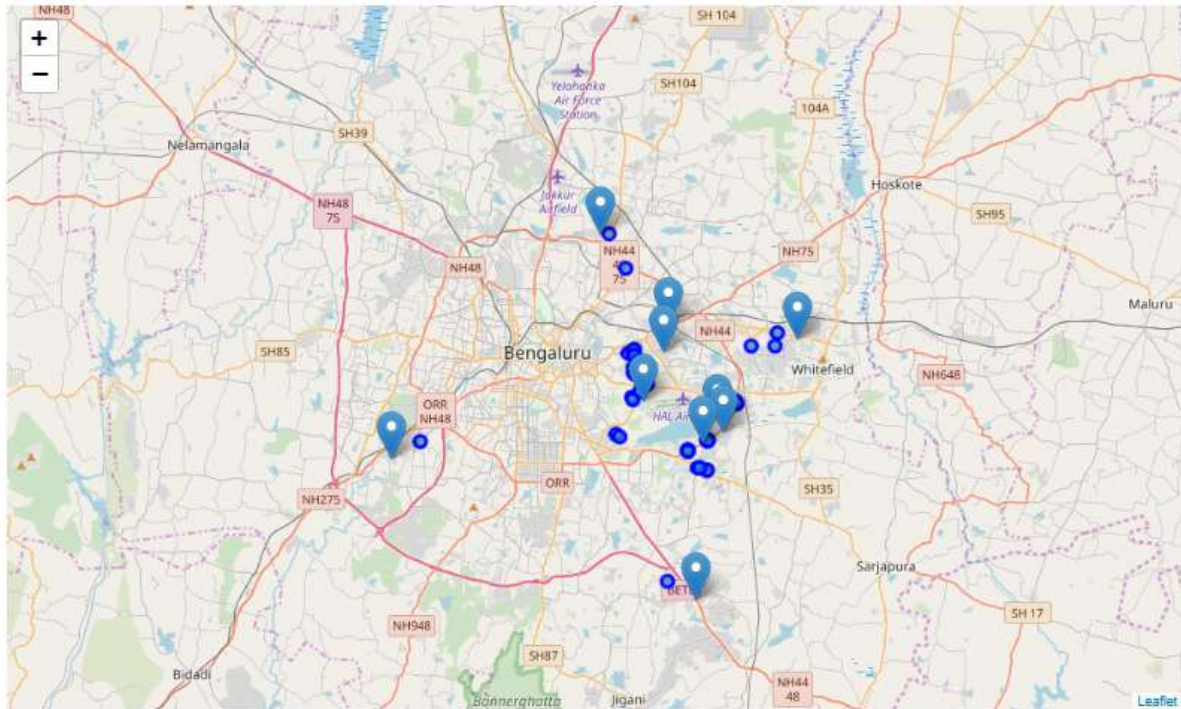 NH48
SH 104
+
−
Yelahanka
Air Force
Station
SH104
104A
SH39
Nelamangala
Jakkur
Airfield
Hoskote
NH48
75
SH95
NH44
75
NH75
NH48
Maluru
NH44
SH85
Bengaluru
Whitefield
NH648
ORR
NH48
HAL
NH275
ORR
SH35
Sarjapura
SH 17
NH948
SH87
Bidadi
NH44
48
Bannerghatta
Jigani
Leaflet